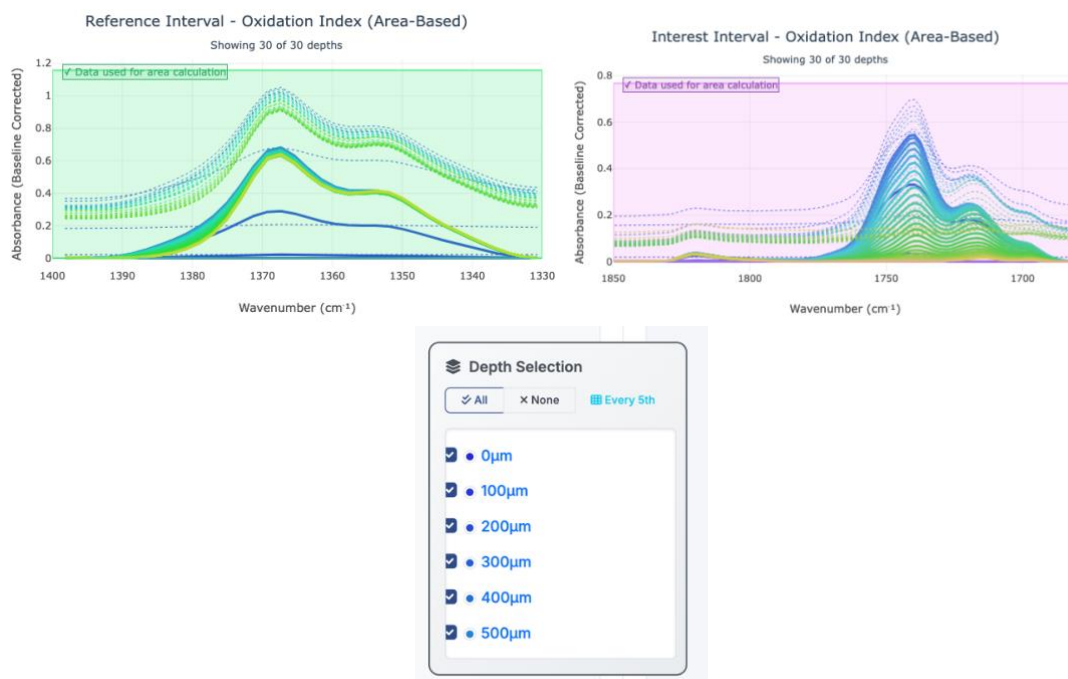 Reference Interval - Oxidation Index (Area-Based)
Showing 30 of 30 depths
✓ Data used for area calculation
Absorbance (Baseline Corrected)
1.2
1
0.8
0.6
0.4
0.2
0
1400
1390
1380
1370
1360
1350
1340
1330
Wavenumber (cm⁻¹)
Interest Interval - Oxidation Index (Area-Based)
Showing 30 of 30 depths
✓ Data used for area calculation
Absorbance (Baseline Corrected)
0.8
0.6
0.4
0.2
0
1850
1800
1750
1700
Wavenumber (cm⁻¹)
Depth Selection
All
None
Every 5th
0µm
100µm
200µm
300µm
400µm
500µm